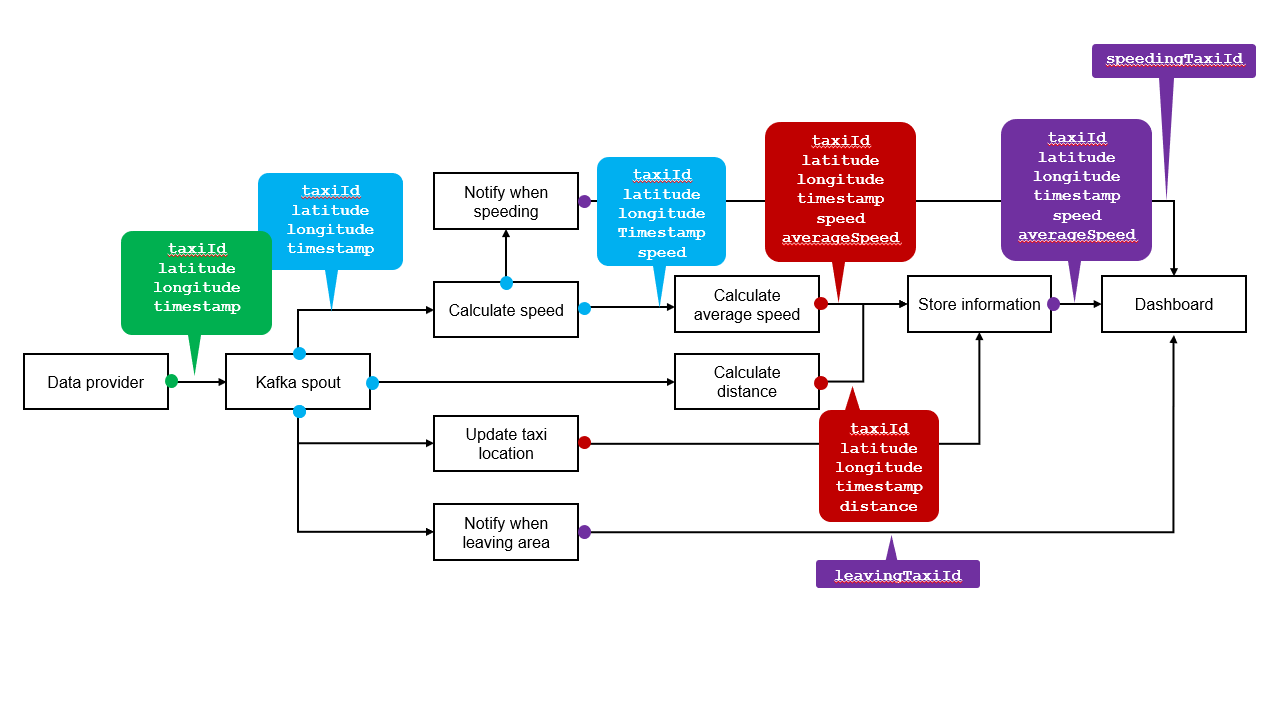 speedingTaxiId
taxiId
latitude
longitude
timestamp
speed
averageSpeed
taxiId
latitude
longitude
timestamp
speed
averageSpeed
taxiId
latitude
longitude
Timestamp
speed
taxiId
latitude
longitude
timestamp
Notify when
speeding
taxiId
latitude
longitude
timestamp
Calculate speed
Calculate
average speed
Store information
Dashboard
Data provider
Kafka spout
Calculate
distance
Update taxi
location
taxiId
latitude
longitude
timestamp
distance
Notify when
leaving area
leavingTaxiId